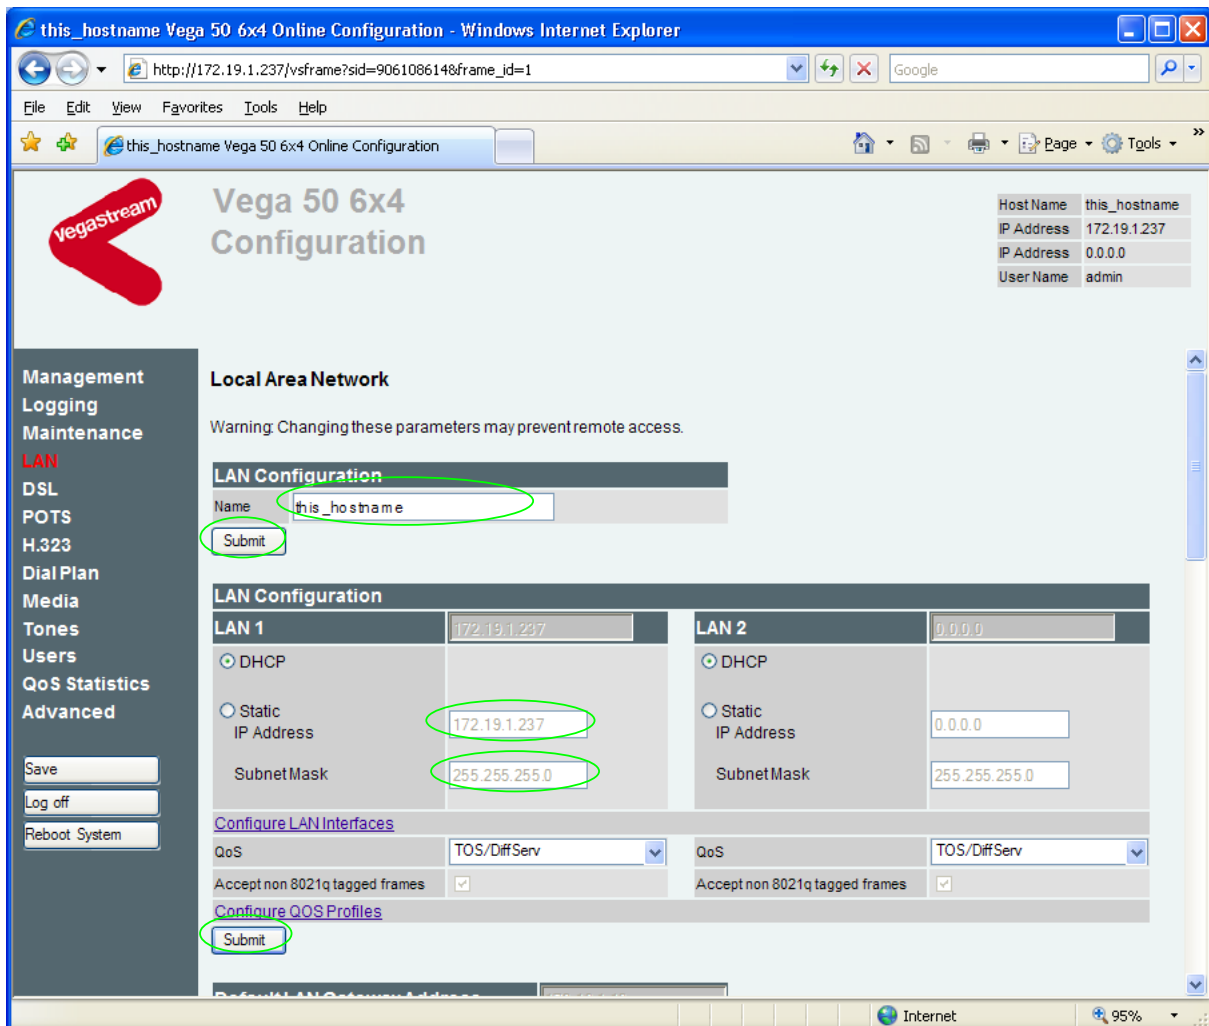 this_hostname Vega 50 6x4 Online Configuration - Windows Internet Explorer
http://172.19.1.237/vsframe?sid=906108614&frame_id=1
Google
File Edit View Favorites Tools Help
this_hostname Vega 50 6x4 Online Configuration
Page Tools »
vegastream
Vega 50 6x4
Configuration
Host Name this_hostname
IP Address 172.19.1.237
IP Address 0.0.0.0
User Name admin
Management
Logging
Maintenance
LAN
DSL
POTS
H.323
Dial Plan
Media
Tones
Users
QoS Statistics
Advanced
Save
Log off
Reboot System
Local Area Network
Warning: Changing these parameters may prevent remote access.
LAN Configuration
Name this_hostname
Submit
LAN Configuration
LAN 1 172.19.1.237 LAN 2 0.0.0.0
DHCP DHCP
Static Static
IP Address 172.19.1.237 IP Address 0.0.0.0
Subnet Mask 255.255.255.0 Subnet Mask 255.255.255.0
Configure LAN Interfaces
QoS TOS/DiffServ QoS TOS/DiffServ
Accept non 8021q tagged frames Accept non 8021q tagged frames
Configure QOS Profiles
Submit
Default LAN Gateway Address
Internet 95%